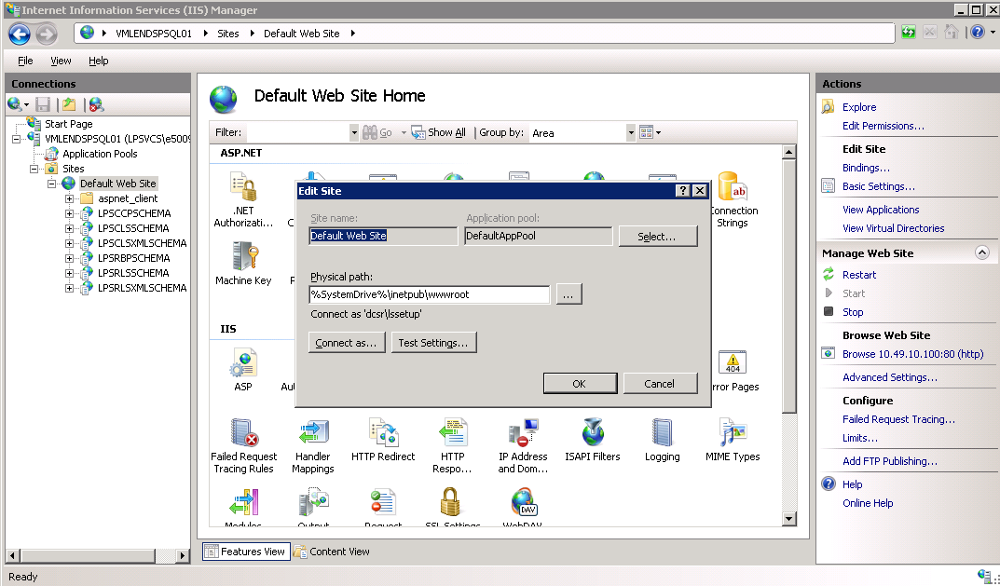 Internet Information Services (IIS) Manager
VMLENDSPSQL01 Sites Default Web Site
File View Help
Connections
Start Page
VMLENDSPSQL01 (LPSVCS\e5009
Application Pools
Sites
Default Web Site
aspnet_client
LPSCCPSCHEMA
LPSCLSSCHEMA
LPSCLSXMLSCHEMA
LPSRBPSCHEMA
LPSRLSSCHEMA
LPSRLSXMLSCHEMA
Default Web Site Home
Filter: Go Show All Group by: Area
ASP.NET
.NET
Authorizati...
Connection
Strings
Machine Key
IIS
ASP
Error Pages
404
Failed Request
Tracing Rules
Handler
Mappings
HTTP Redirect
HTTP
Respo...
IP Address
and Dom...
ISAPI Filters
Logging
MIME Types
Modules
Output
Request
SSL Settings
WebDAV
DAV
ab
Edit Site
Site name:
Application pool:
Default Web Site
DefaultAppPool
Select...
Physical path:
%SystemDrive%\inetpub\wwwroot
...
Connect as 'dcsr\lssetup'
Connect as...
Test Settings...
OK
Cancel
Features View
Content View
Actions
Explore
Edit Permissions...
Edit Site
Bindings...
Basic Settings...
View Applications
View Virtual Directories
Manage Web Site
Restart
Start
Stop
Browse Web Site
Browse 10.49.10.100:80 (http)
Advanced Settings...
Configure
Failed Request Tracing...
Limits...
Add FTP Publishing...
Help
Online Help
Ready